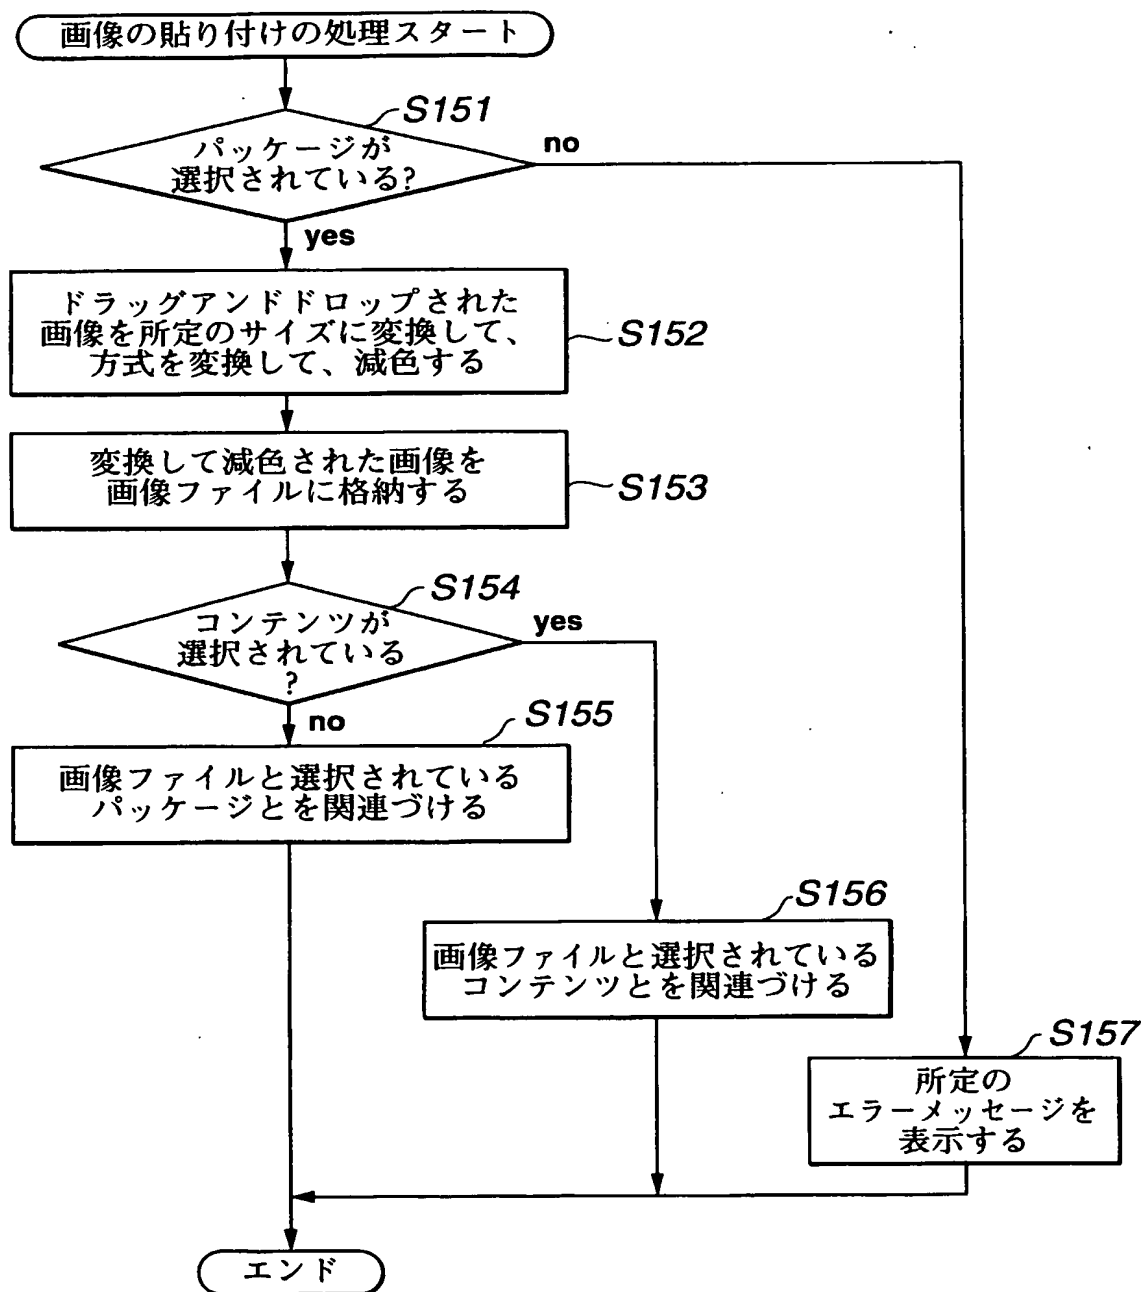 画像の貼り付けの処理スタート
S151
パッケージが
選択されている?
no
yes
ドラッグアンドドロップされた
画像を所定のサイズに変換して、
方式を変換して、減色する
S152
変換して減色された画像を
画像ファイルに格納する
S153
S154
コンテンツが
選択されている
?
yes
no
S155
画像ファイルと選択されている
パッケージとを関連づける
S156
画像ファイルと選択されている
コンテンツとを関連づける
S157
所定の
エラーメッセージを
表示する
エンド